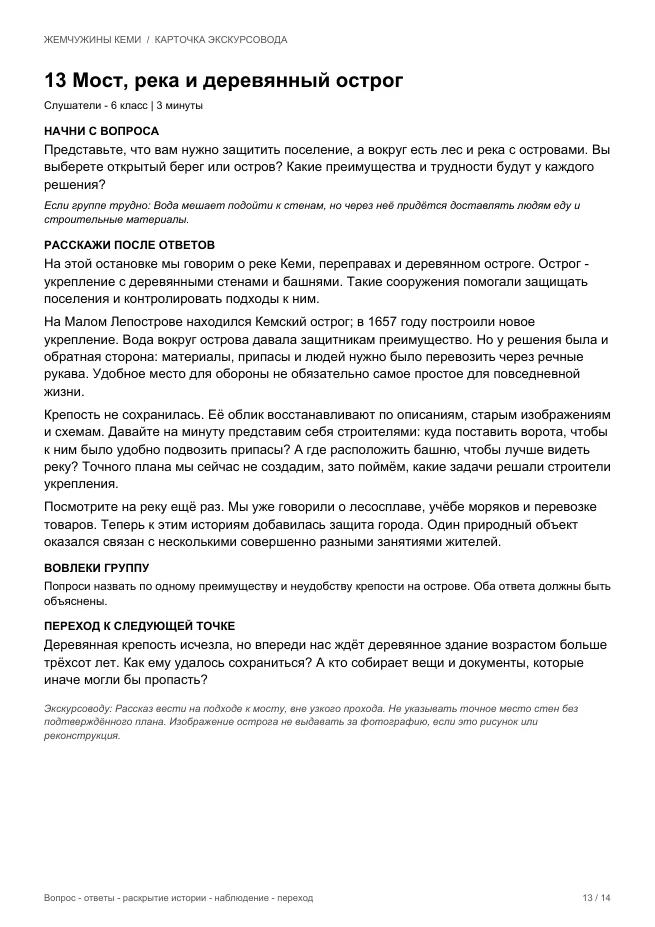 ЖЕМЧУЖИНЫ КЕМИ / КАРТОЧКА ЭКСКУРСОВОДА
13 Мост, река и деревянный острог
Слушатели - 6 класс | 3 минуты
НАЧНИ С ВОПРОСА
Представьте, что вам нужно защитить поселение, а вокруг есть лес и река с островами. Вы
выберете открытый берег или остров? Какие преимущества и трудности будут у каждого
решения?
Если группе трудно: Вода мешает подойти к стенам, но через неё придётся доставлять людям еду и
строительные материалы.
РАССКАЖИ ПОСЛЕ ОТВЕТОВ
На этой остановке мы говорим о реке Кеми, переправах и деревянном остроге. Острог -
укрепление с деревянными стенами и башнями. Такие сооружения помогали защищать
поселения и контролировать подходы к ним.
На Малом Лепострове находился Кемский острог; в 1657 году построили новое
укрепление. Вода вокруг острова давала защитникам преимущество. Но у решения была и
обратная сторона: материалы, припасы и людей нужно было перевозить через речные
рукава. Удобное место для обороны не обязательно самое простое для повседневной
жизни.
Крепость не сохранилась. Её облик восстанавливают по описаниям, старым изображениям
и схемам. Давайте на минуту представим себя строителями: куда поставить ворота, чтобы
к ним было удобно подвозить припасы? А где расположить башню, чтобы лучше видеть
реку? Точного плана мы сейчас не создадим, зато поймём, какие задачи решали строители
укрепления.
Посмотрите на реку ещё раз. Мы уже говорили о лесосплаве, учёбе моряков и перевозке
товаров. Теперь к этим историям добавилась защита города. Один природный объект
оказался связан с несколькими совершенно разными занятиями жителей.
ВОВЛЕКИ ГРУППУ
Попроси назвать по одному преимуществу и неудобству крепости на острове. Оба ответа должны быть
объяснены.
ПЕРЕХОД К СЛЕДУЮЩЕЙ ТОЧКЕ
Деревянная крепость исчезла, но впереди нас ждёт деревянное здание возрастом больше
трёхсот лет. Как ему удалось сохраниться? А кто собирает вещи и документы, которые
иначе могли бы пропасть?
Экскурсоводу: Рассказ вести на подходе к мосту, вне узкого прохода. Не указывать точное место стен без
подтверждённого плана. Изображение острога не выдавать за фотографию, если это рисунок или
реконструкция.
Вопрос - ответы - раскрытие истории - наблюдение - переход
13 / 14